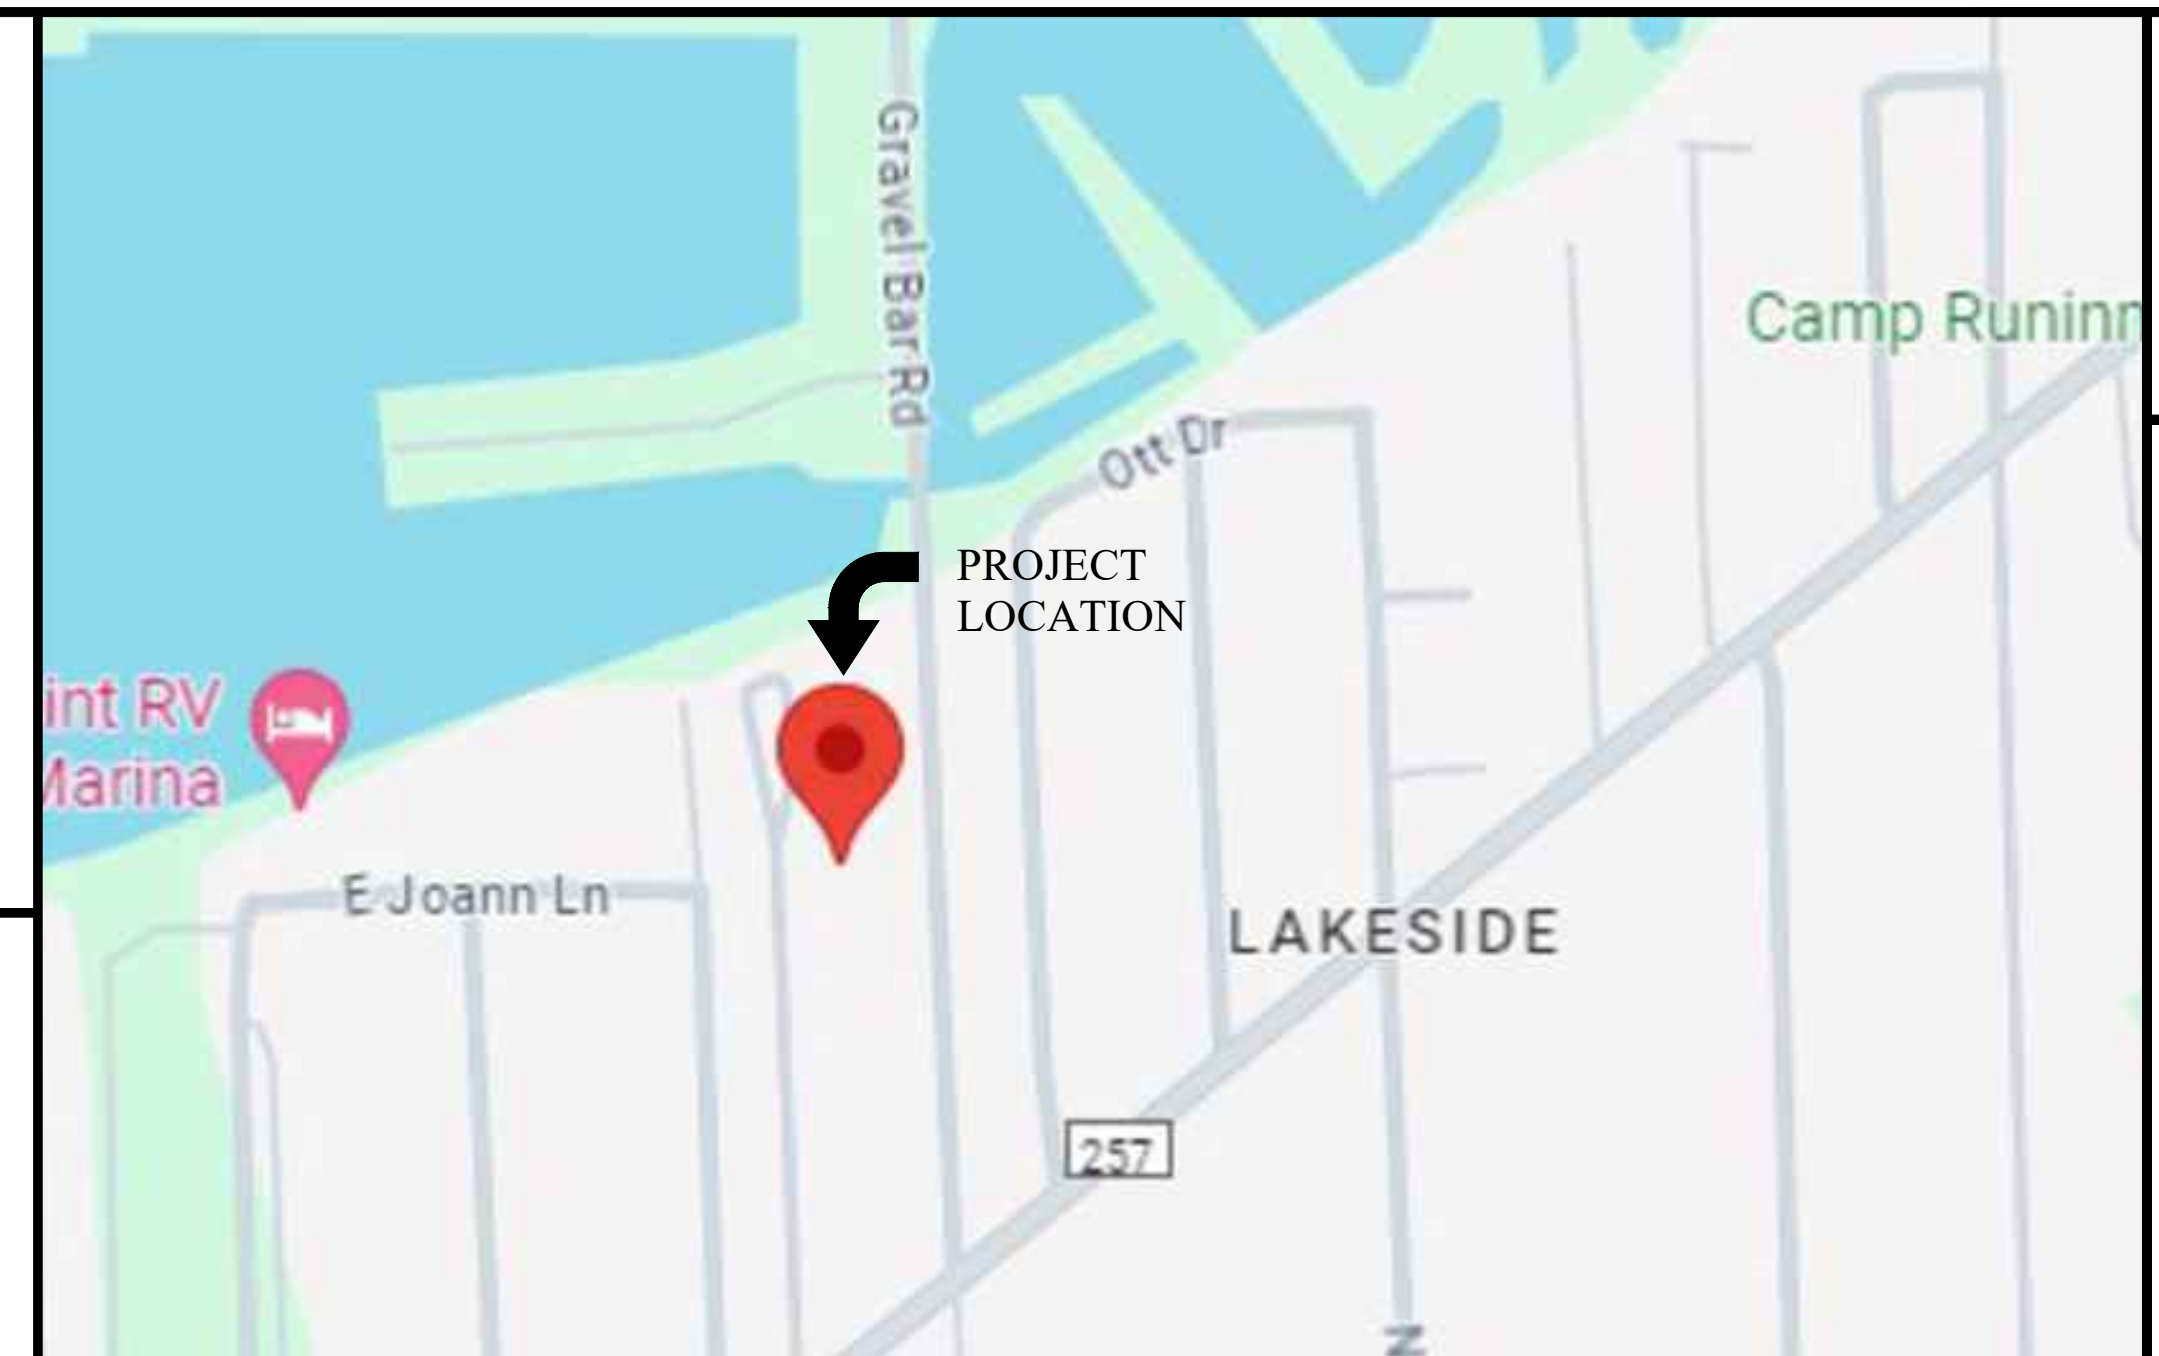 Gravel Bar Rd
Camp Runinn
Ott Dr
PROJECT
LOCATION
int RV
Marina
E Joann Ln
LAKESIDE
257
N